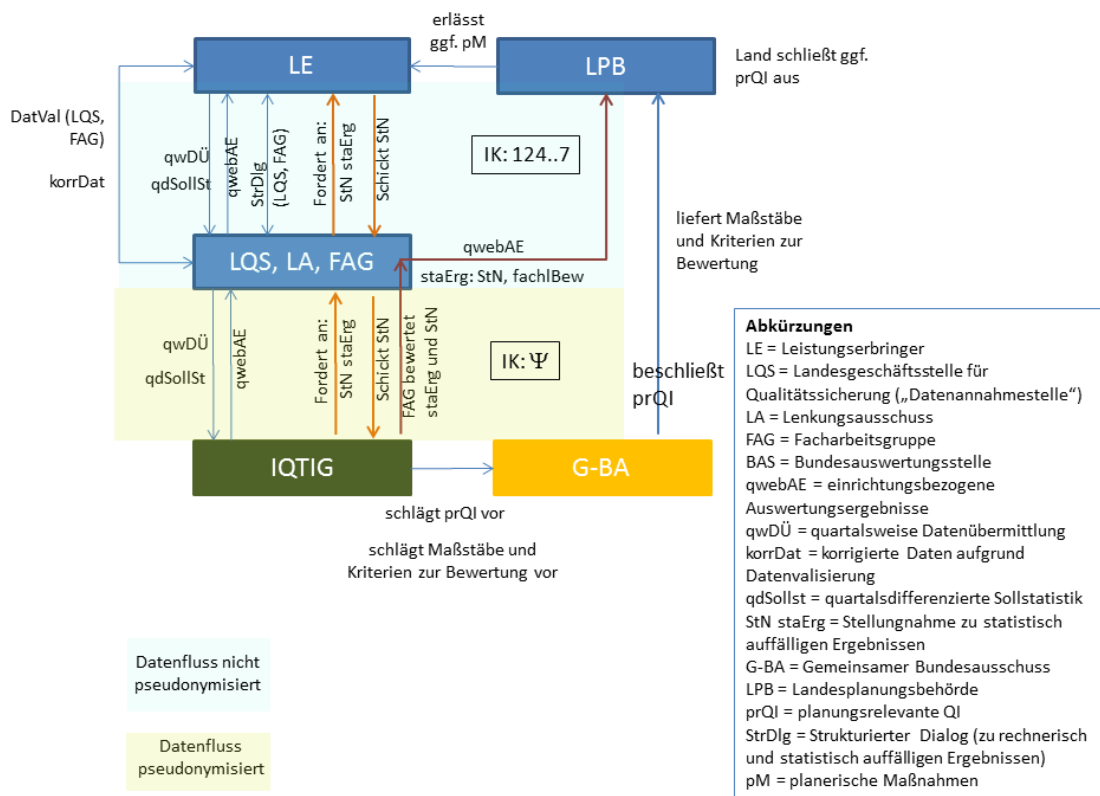 erlässt
ggf. pM
LE
LPB
Land schließt ggf.
prQI aus
DatVal (LQS,
FAG)
korrDat
qwDÜ
qdSollSt
qwebAE
StrDlg
(LQS, FAG)
Fordert an:
StN staErg
Schickt StN
IK: 124..7
liefert Maßstäbe
und Kriterien zur
Bewertung
LQS, LA, FAG
qwebAE
staErg: StN, fachlBew
qwDÜ
qdSollSt
qwebAE
Fordert an:
StN staErg
Schickt StN
FAG bewertet
staErg und StN
IK: Ψ
beschließt
prQI
IQTIG
G-BA
schlägt prQI vor
schlägt Maßstäbe und
Kriterien zur Bewertung vor
Datenfluss nicht
pseudonymisiert
Datenfluss
pseudonymisiert
Abkürzungen
LE = Leistungserbringer
LQS = Landesgeschäftsstelle für
Qualitätssicherung („Datenannahmestelle“)
LA = Lenkungsausschuss
FAG = Facharbeitsgruppe
BAS = Bundesauswertungsstelle
qwebAE = einrichtungsbezogene
Auswertungsergebnisse
qwDÜ = quartalsweise Datenübermittlung
korrDat = korrigierte Daten aufgrund
Datenvalisierung
qdSollst = quartalsdifferenzierte Sollstatistik
StN staErg = Stellungnahme zu statistisch
auffälligen Ergebnissen
G-BA = Gemeinsamer Bundesausschuss
LPB = Landesplanungsbehörde
prQI = planungsrelevante QI
StrDlg = Strukturierter Dialog (zu rechnerisch
und statistisch auffälligen Ergebnissen)
pM = planerische Maßnahmen